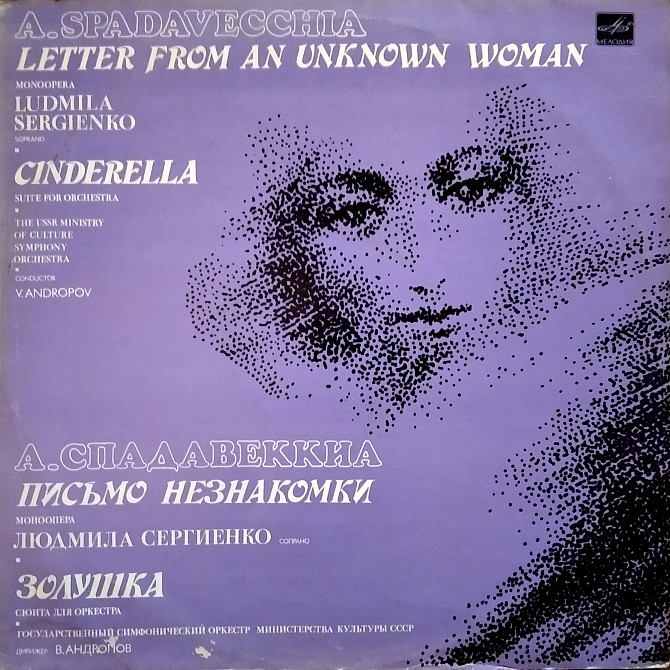 A. SPADAVECCHIA
МЕЛОДИЯ
LETTER FROM AN UNKNOWN WOMAN
MONOOPERA
LUDMILA
SERGIENKO
SOPRANO
CINDERELLA
SUITE FOR ORCHESTRA
THE USSR MINISTRY
OF CULTURE
SYMPHONY
ORCHESTRA
CONDUCTOR
V. ANDROPOV
А. СПАДАВЕККИА
ПИСЬМО НЕЗНАКОМКИ
МОНООПЕРА
ЛЮДМИЛА СЕРГИЕНКО СОПРАНО
ЗОЛУШКА
СЮИТА ДЛЯ ОРКЕСТРА
ГОСУДАРСТВЕННЫЙ СИМФОНИЧЕСКИЙ ОРКЕСТР МИНИСТЕРСТВА КУЛЬТУРЫ СССР
ДИРИЖЕР В. АНДРОПОВ